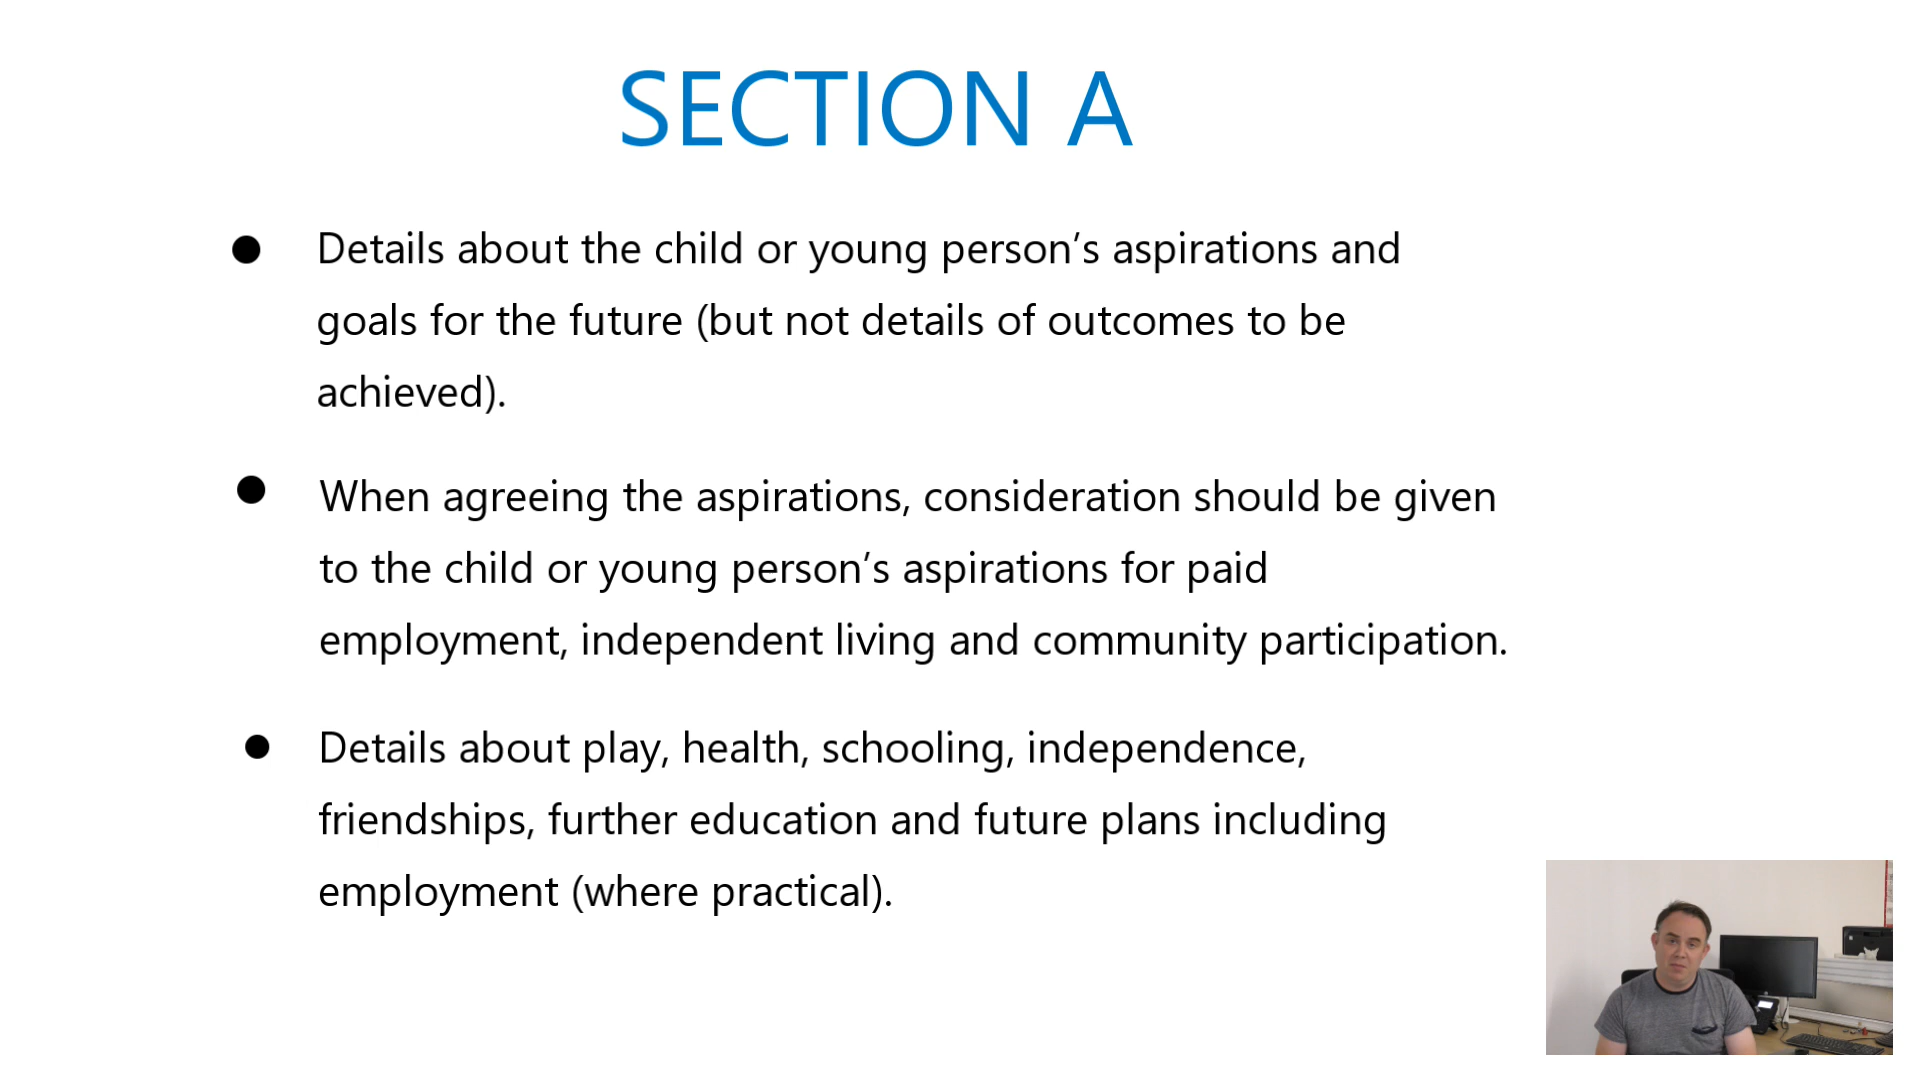 SECTION A
● Details about the child or young person’s aspirations and
goals for the future (but not details of outcomes to be
achieved).
● When agreeing the aspirations, consideration should be given
to the child or young person’s aspirations for paid
employment, independent living and community participation.
● Details about play, health, schooling, independence,
friendships, further education and future plans including
employment (where practical).